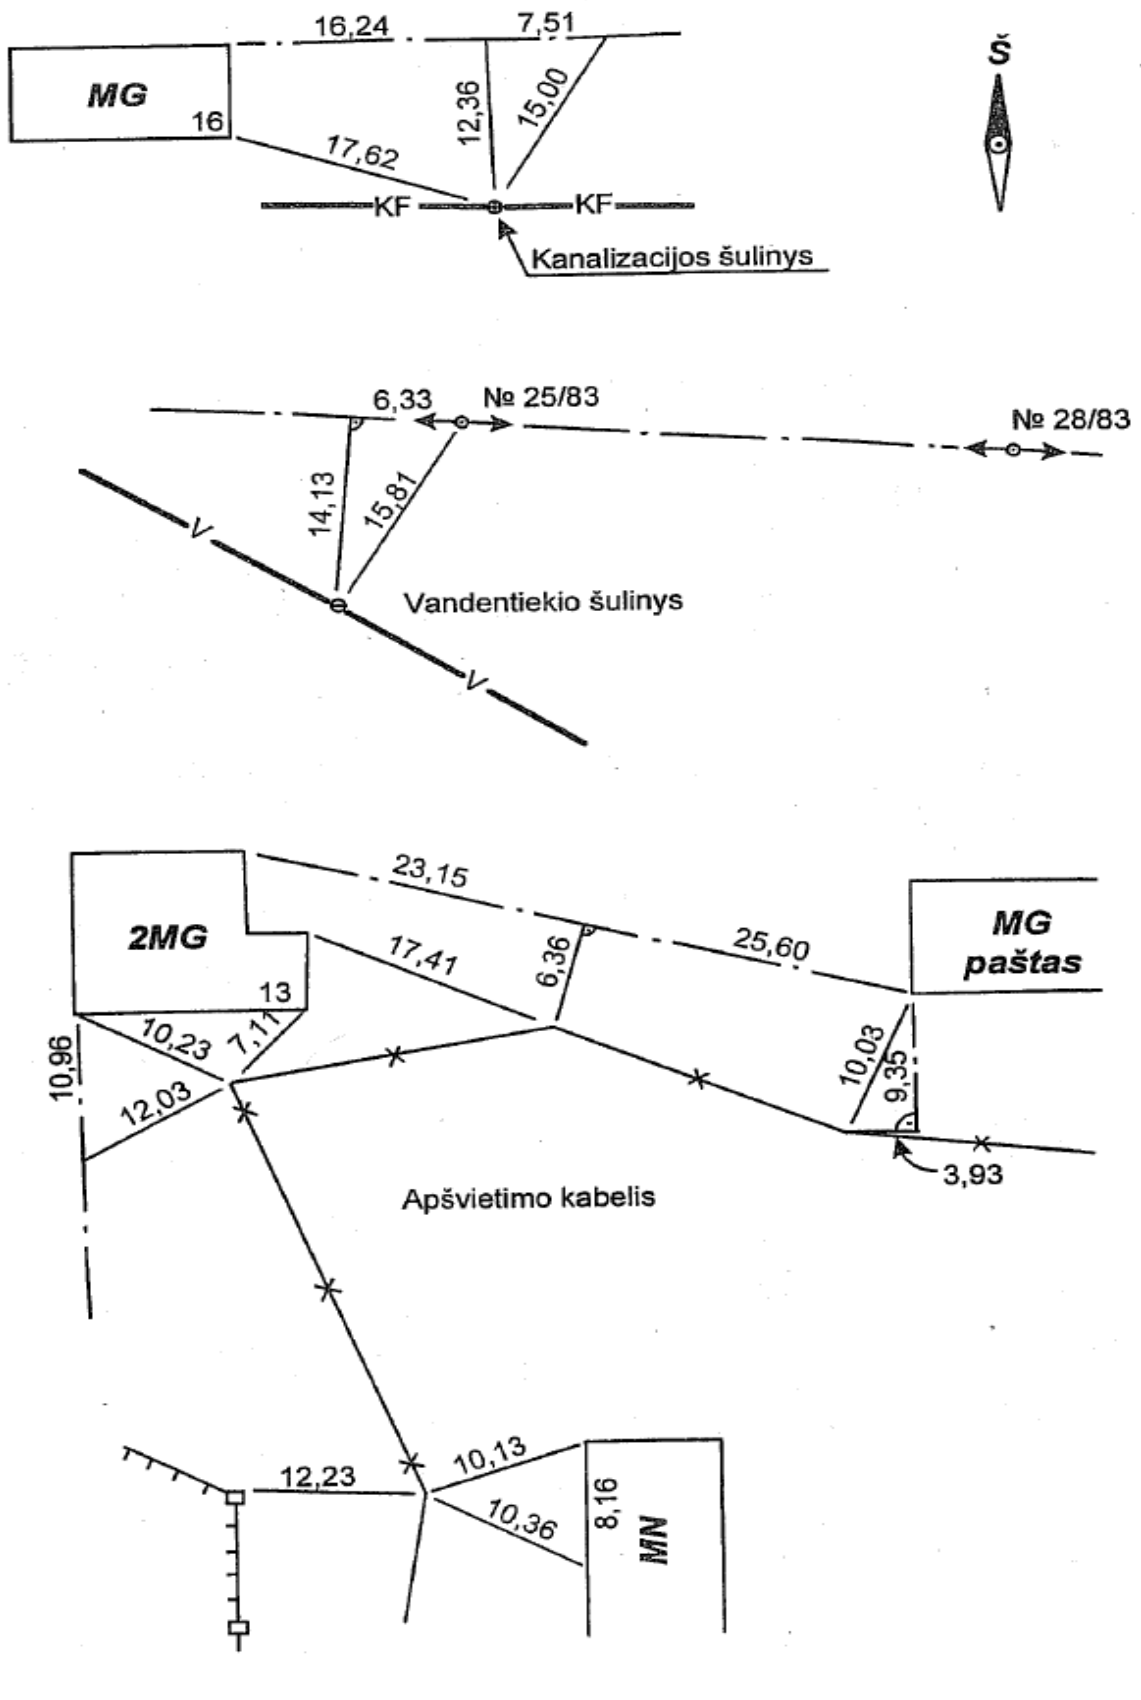 16,24
7,51
Š
MG
16
12,36
15,00
17,62
KF
KF
Kanalizacijos šulinys
6,33
№ 25/83
№ 28/83
14,13
15,81
V
Vandentiekio šulinys
V
23,15
2MG
17,41
6,36
25,60
MG
paštas
13
10,96
10,23
7,11
12,03
10,03
9,35
3,93
Apšvietimo kabelis
12,23
10,13
10,36
8,16
MN